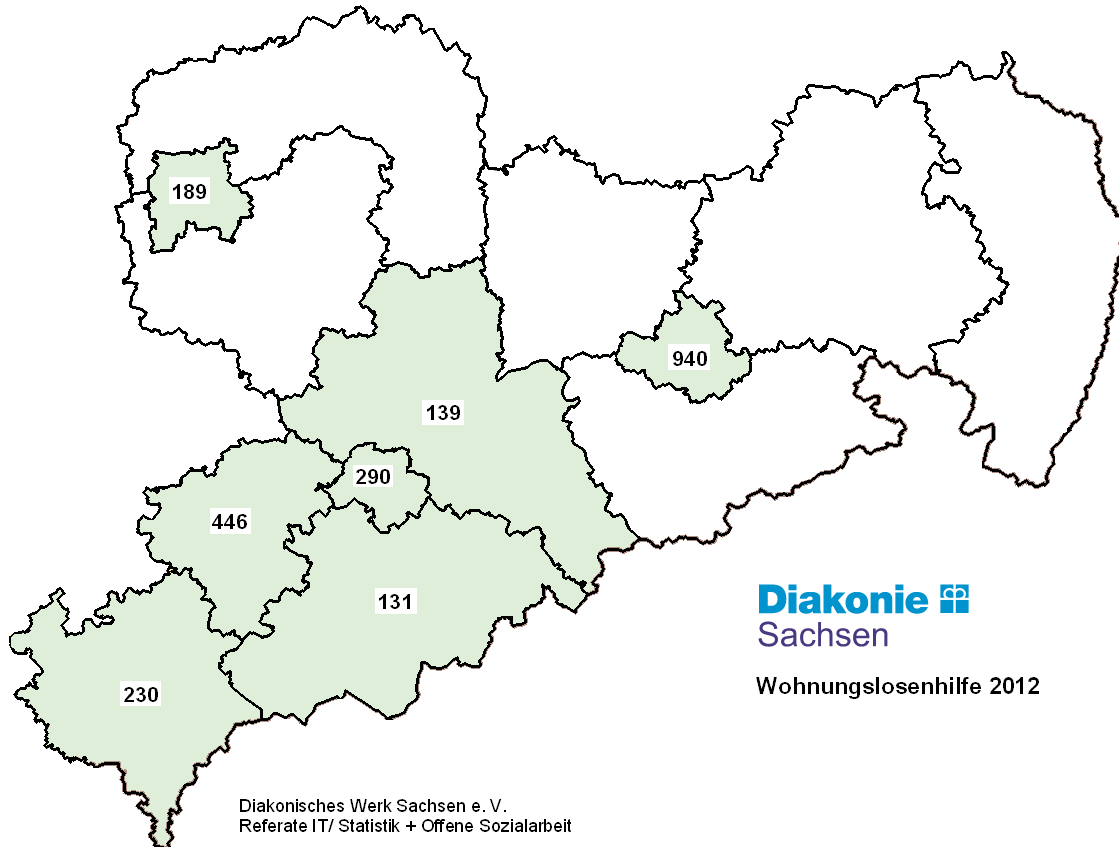 189
940
139
290
446
131
230
Diakonie
Sachsen
Wohnungslosenhilfe 2012
Diakonisches Werk Sachsen e. V.
Referate IT/ Statistik + Offene Sozialarbeit